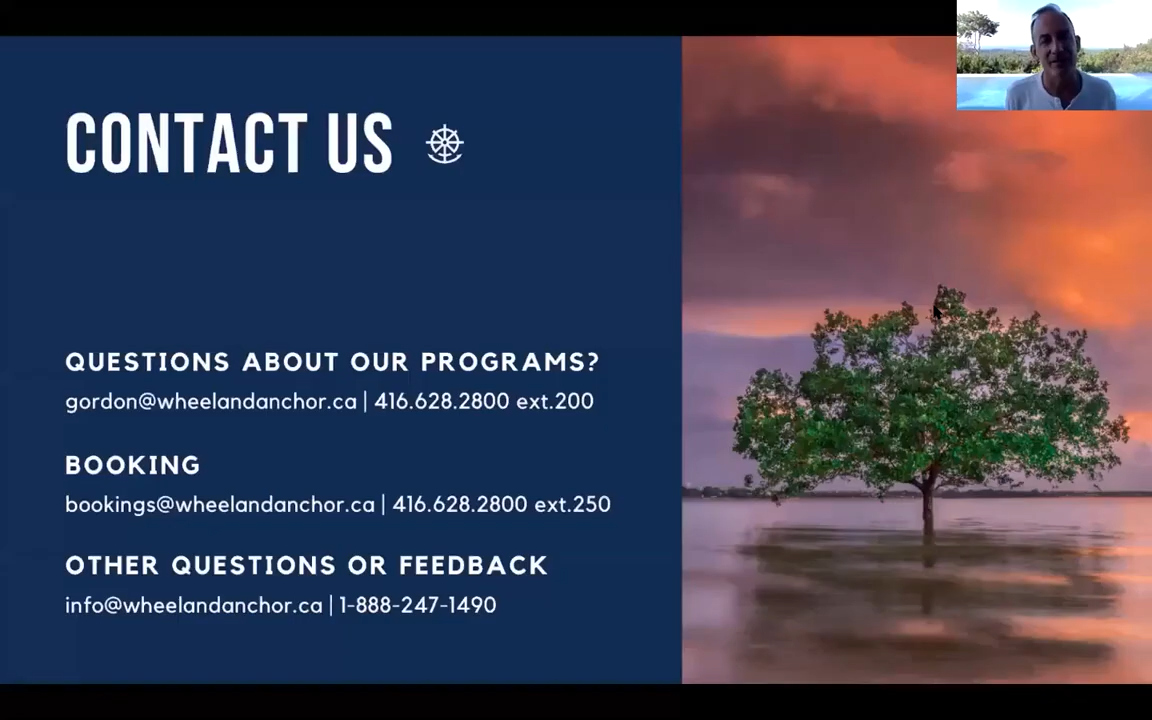 CONTACT US
QUESTIONS ABOUT OUR PROGRAMS?
gordon@wheelandanchor.ca | 416.628.2800 ext.200
BOOKING
bookings@wheelandanchor.ca | 416.628.2800 ext.250
OTHER QUESTIONS OR FEEDBACK
info@wheelandanchor.ca | 1-888-247-1490